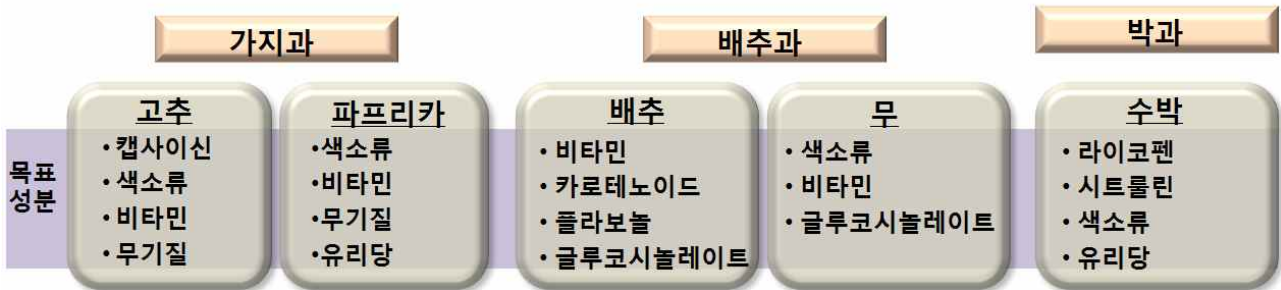 가지과
배추과
박과
목표
성분
고추
• 캡사이신
• 색소류
• 비타민
• 무기질
파프리카
•색소류
•비타민
•무기질
•유리당
배추
• 비타민
• 카로테노이드
• 플라보놀
• 글루코시놀레이트
무
• 색소류
• 비타민
• 글루코시놀레이트
수박
• 라이코펜
• 시트룰린
• 색소류
• 유리당